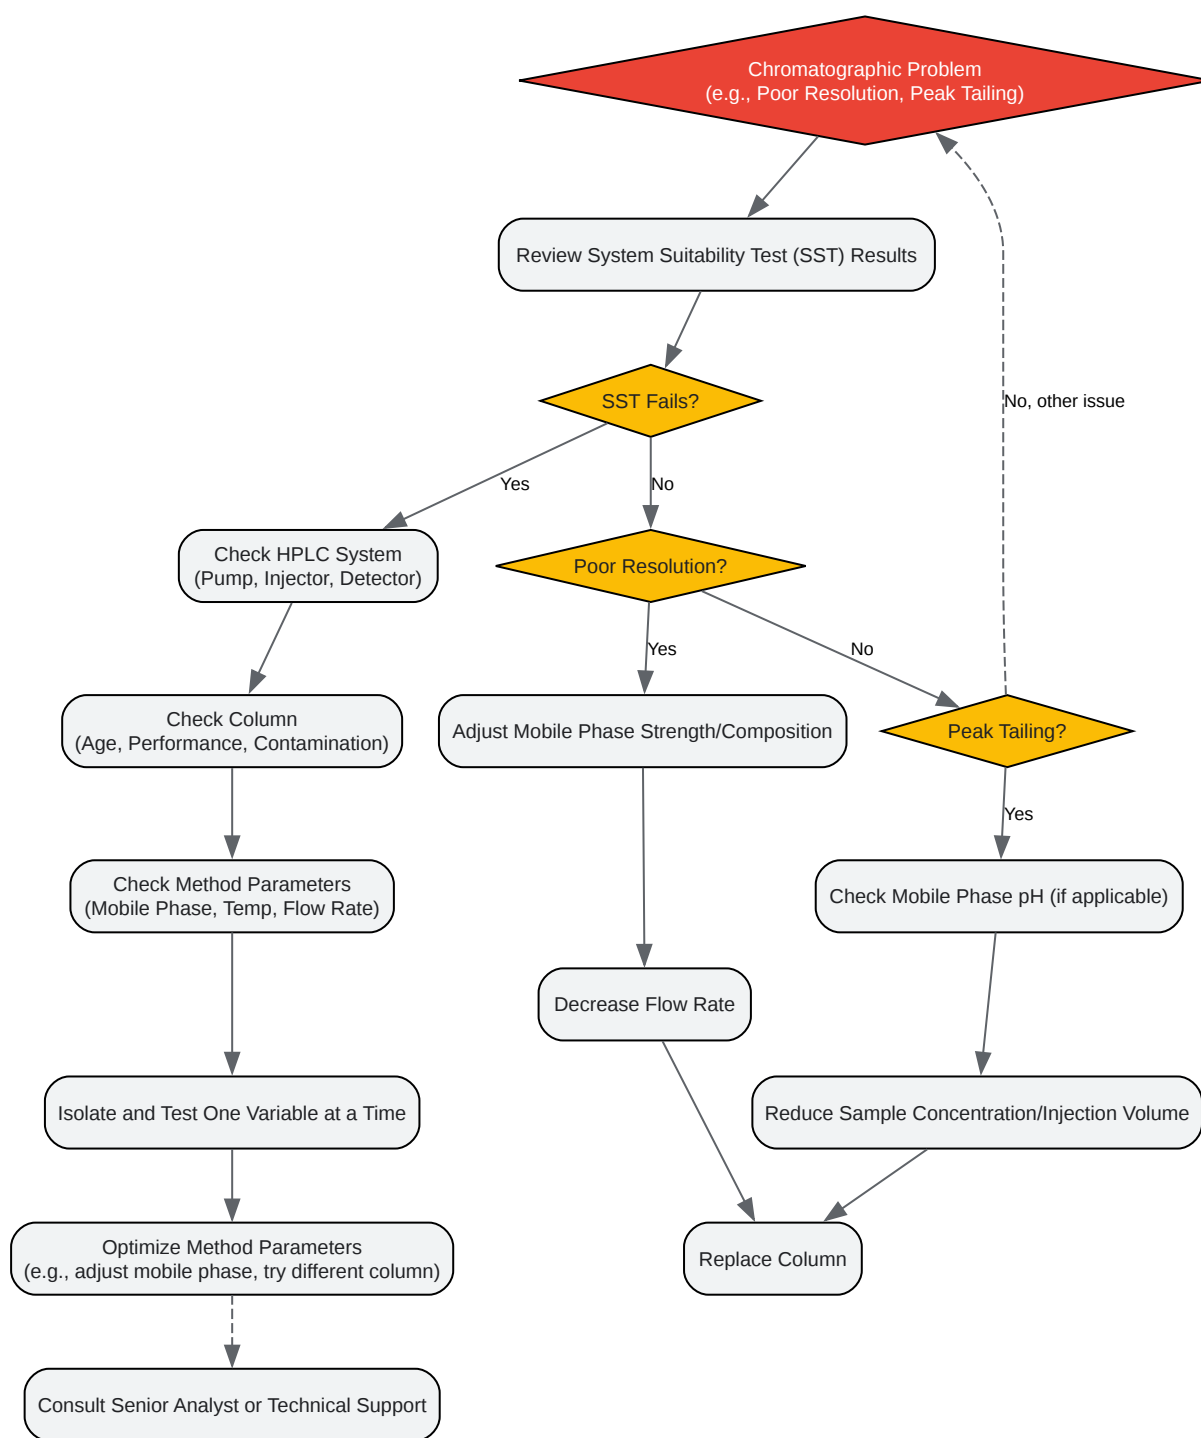 Chromatographic Problem
(e.g., Poor Resolution, Peak Tailing)
Review System Suitability Test (SST) Results
SST Fails?
No, other issue
Yes
No
Check HPLC System
(Pump, Injector, Detector)
Poor Resolution?
Yes
No
Check Column
(Age, Performance, Contamination)
Adjust Mobile Phase Strength/Composition
Peak Tailing?
Yes
Check Method Parameters
(Mobile Phase, Temp, Flow Rate)
Check Mobile Phase pH (if applicable)
Decrease Flow Rate
Isolate and Test One Variable at a Time
Reduce Sample Concentration/Injection Volume
Optimize Method Parameters
(e.g., adjust mobile phase, try different column)
Replace Column
Consult Senior Analyst or Technical Support